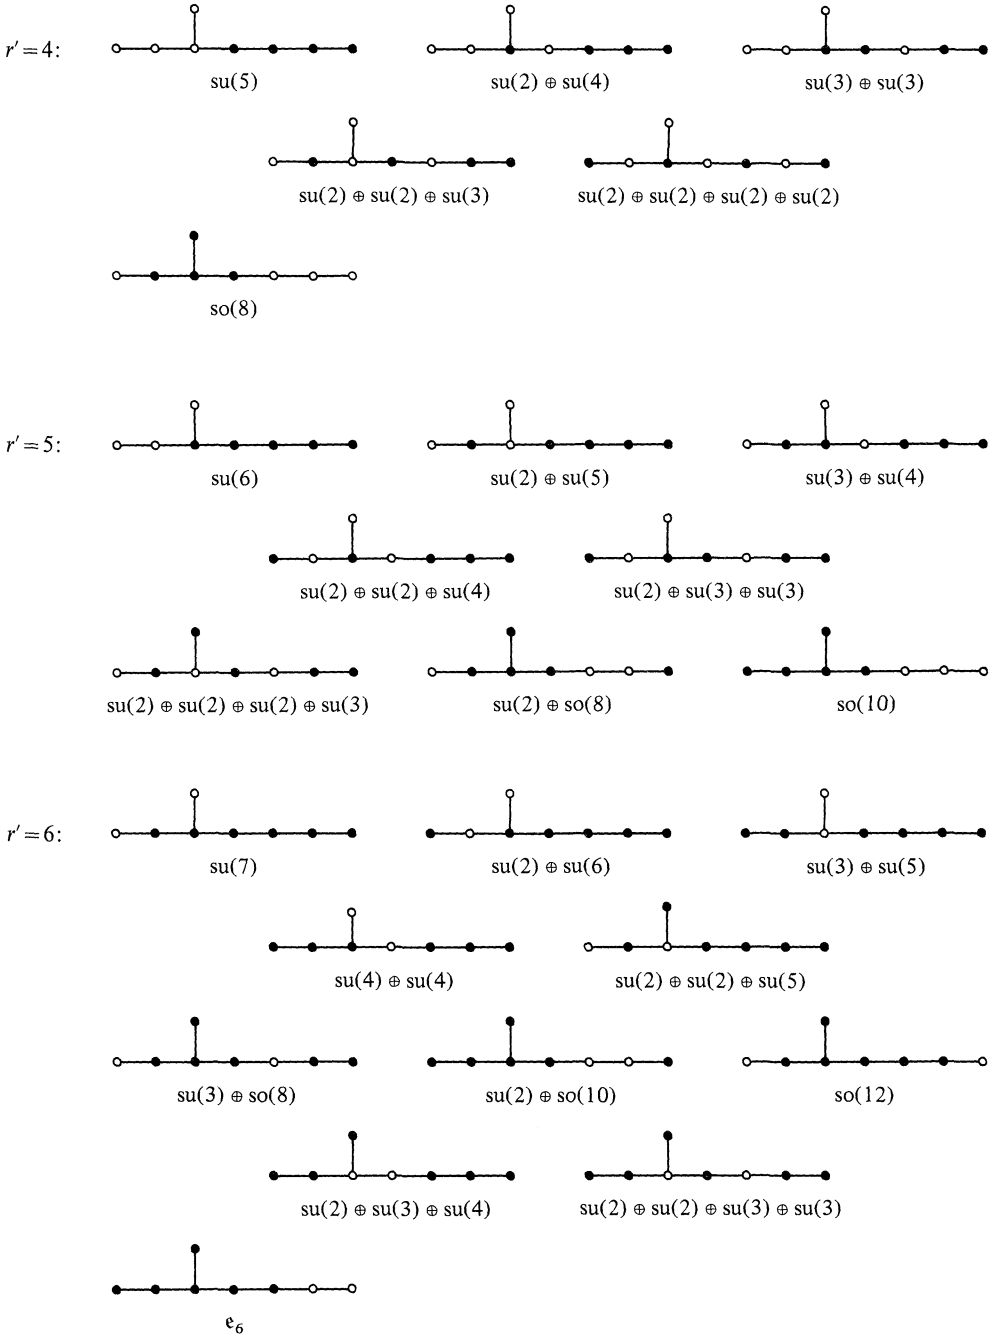 r′=4:
su(5) su(2) ⊕ su(4) su(3) ⊕ su(3)
su(2) ⊕ su(2) ⊕ su(3) su(2) ⊕ su(2) ⊕ su(2) ⊕ su(2)
so(8)
r′=5:
su(6) su(2) ⊕ su(5) su(3) ⊕ su(4)
su(2) ⊕ su(2) ⊕ su(4) su(2) ⊕ su(3) ⊕ su(3)
su(2) ⊕ su(2) ⊕ su(2) ⊕ su(3) su(2) ⊕ so(8) so(10)
r′=6:
su(7) su(2) ⊕ su(6) su(3) ⊕ su(5)
su(4) ⊕ su(4) su(2) ⊕ su(2) ⊕ su(5)
su(3) ⊕ so(8) su(2) ⊕ so(10) so(12)
su(2) ⊕ su(3) ⊕ su(4) su(2) ⊕ su(2) ⊕ su(3) ⊕ su(3)
𝔢₆